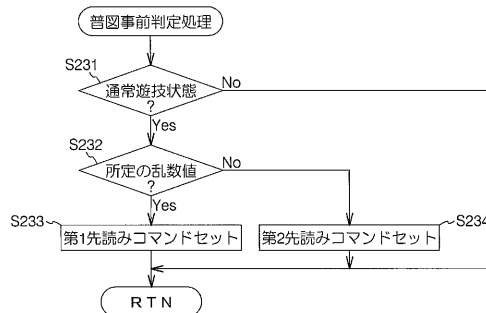 普図事前判定処理
S231
通常遊技状態
?
No
Yes
S232
所定の乱数値
?
No
Yes
S233
第1先読みコマンドセット
S234
第2先読みコマンドセット
RTN